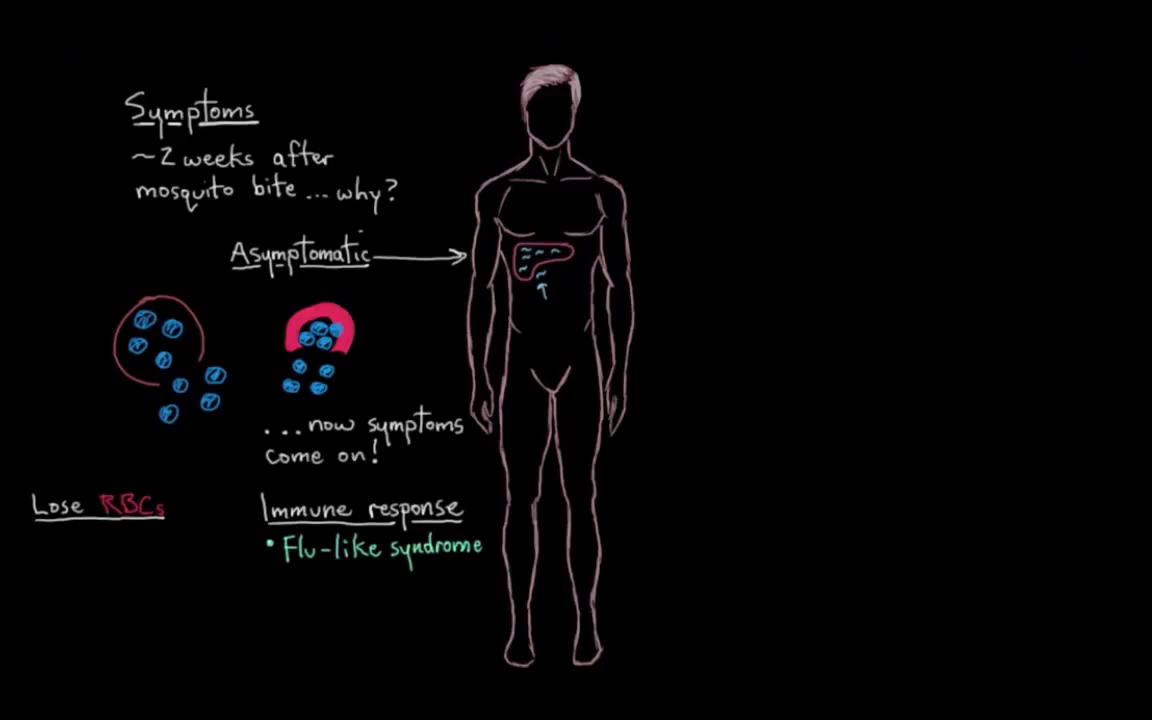 Symptoms
~2 weeks after
mosquito bite ... why?
Asymptomatic
...now symptoms
come on!
Lose RBCs
Immune response
• Flu-like syndrome